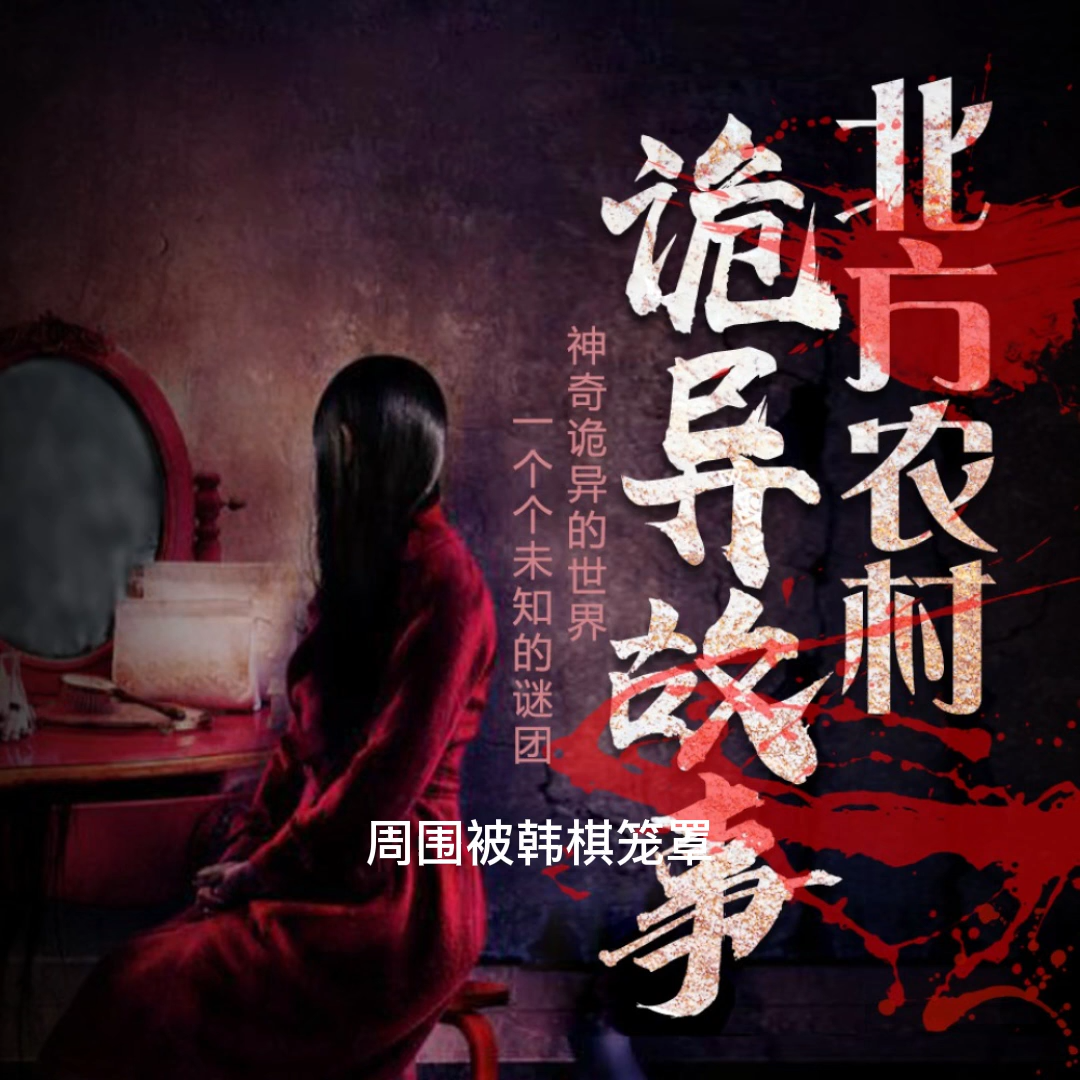 北方农村
诡异故事
神奇诡异的世界
一个个未知的谜团
周围被韩棋笼罩